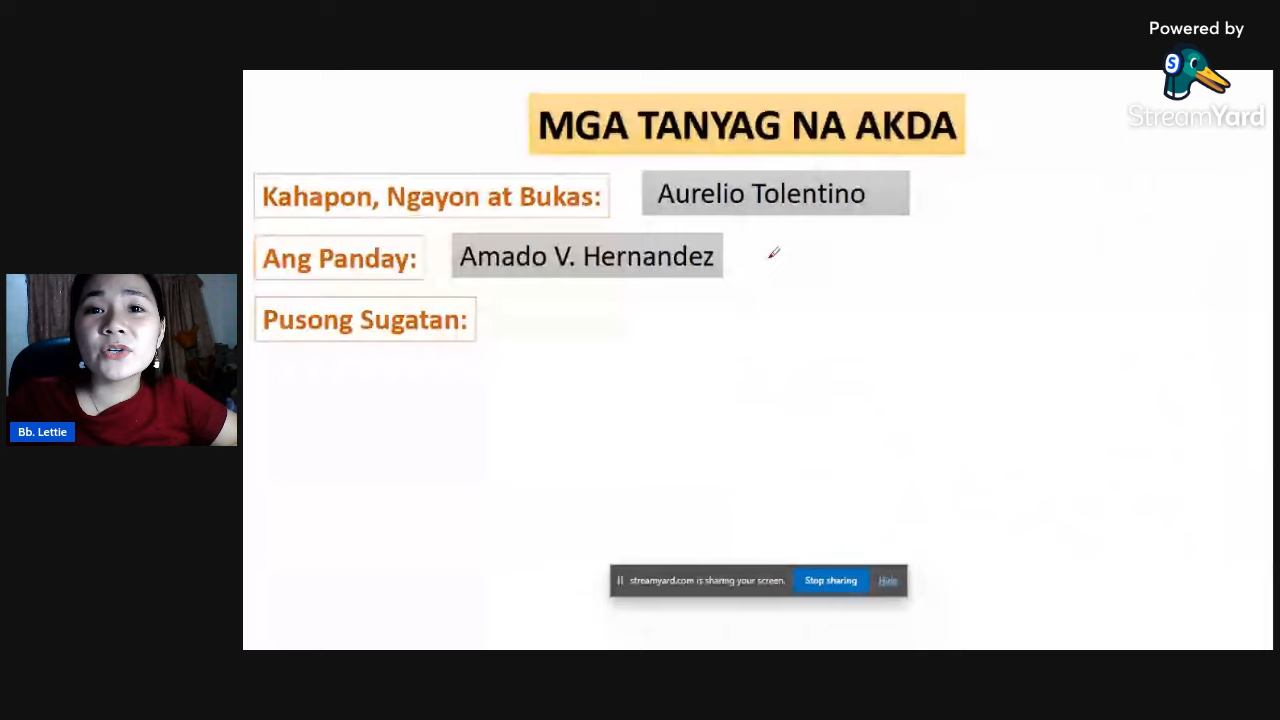 Powered by
StreamYard
MGA TANYAG NA AKDA
Kahapon, Ngayon at Bukas: Aurelio Tolentino
Ang Panday: Amado V. Hernandez
Pusong Sugatan:
Bb. Lettie
streamyard.com is sharing your screen. Stop sharing Hide